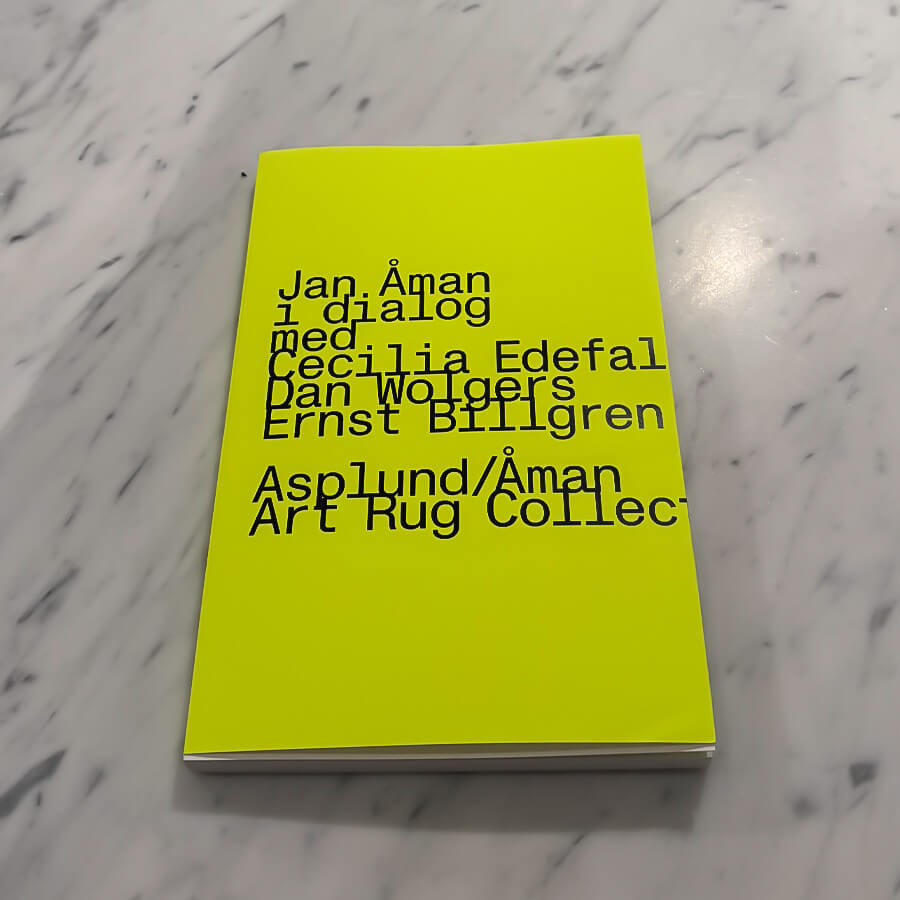 Jan Åman
i dialog
med
Cecilia Edefal
Dan Wolgers
Ernst Billgren
Asplund/Åman
Art Rug Collect